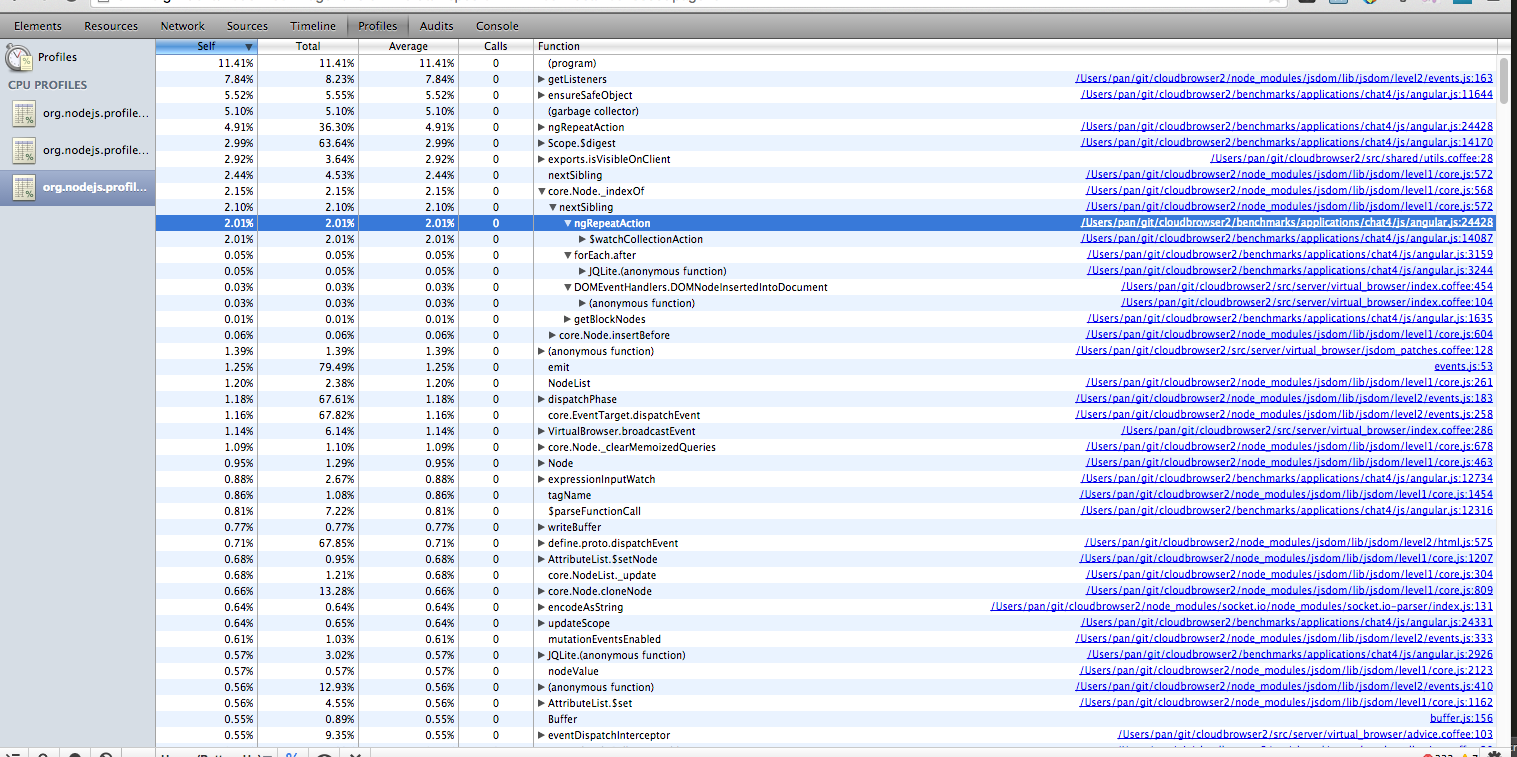 Elements Resources Network Sources Timeline Profiles Audits Console
Profiles
CPU PROFILES
org.nodejs.profile...
org.nodejs.profile...
org.nodejs.profil...
Self Total Average Calls Function
11.41% 11.41% 11.41% 0 (program)
7.84% 8.23% 7.84% 0 getListeners /Users/pan/git/cloudbrowser2/node_modules/jsdom/lib/jsdom/level2/events.js:163
5.52% 5.55% 5.52% 0 ensureSafeObject /Users/pan/git/cloudbrowser2/benchmarks/applications/chat4/js/angular.js:11644
5.10% 5.10% 5.10% 0 (garbage collector)
4.91% 36.30% 4.91% 0 ngRepeatAction /Users/pan/git/cloudbrowser2/benchmarks/applications/chat4/js/angular.js:24428
2.99% 63.64% 2.99% 0 Scope.$digest /Users/pan/git/cloudbrowser2/benchmarks/applications/chat4/js/angular.js:14170
2.92% 3.64% 2.92% 0 exports.isVisibleOnClient /Users/pan/git/cloudbrowser2/src/shared/utils.coffee:28
2.44% 4.53% 2.44% 0 nextSibling /Users/pan/git/cloudbrowser2/node_modules/jsdom/lib/jsdom/level1/core.js:572
2.15% 2.15% 2.15% 0 core.Node._indexOf /Users/pan/git/cloudbrowser2/node_modules/jsdom/lib/jsdom/level1/core.js:568
2.10% 2.10% 2.10% 0 nextSibling /Users/pan/git/cloudbrowser2/node_modules/jsdom/lib/jsdom/level1/core.js:572
2.01% 2.01% 2.01% 0 ngRepeatAction /Users/pan/git/cloudbrowser2/benchmarks/applications/chat4/js/angular.js:24428
2.01% 2.01% 2.01% 0 $watchCollectionAction /Users/pan/git/cloudbrowser2/benchmarks/applications/chat4/js/angular.js:14087
0.05% 0.05% 0.05% 0 forEach.after /Users/pan/git/cloudbrowser2/benchmarks/applications/chat4/js/angular.js:3159
0.05% 0.05% 0.05% 0 JQLite.(anonymous function) /Users/pan/git/cloudbrowser2/benchmarks/applications/chat4/js/angular.js:3244
0.03% 0.03% 0.03% 0 DOMEventHandlers.DOMNodeInsertedIntoDocument /Users/pan/git/cloudbrowser2/src/server/virtual_browser/index.coffee:454
0.03% 0.03% 0.03% 0 (anonymous function) /Users/pan/git/cloudbrowser2/src/server/virtual_browser/index.coffee:104
0.01% 0.01% 0.01% 0 getBlockNodes /Users/pan/git/cloudbrowser2/benchmarks/applications/chat4/js/angular.js:1635
0.06% 0.06% 0.06% 0 core.Node.insertBefore /Users/pan/git/cloudbrowser2/node_modules/jsdom/lib/jsdom/level1/core.js:604
1.39% 1.39% 1.39% 0 (anonymous function) /Users/pan/git/cloudbrowser2/src/server/virtual_browser/jsdom_patches.coffee:128
1.25% 79.49% 1.25% 0 emit events.js:53
1.20% 2.38% 1.20% 0 NodeList /Users/pan/git/cloudbrowser2/node_modules/jsdom/lib/jsdom/level1/core.js:261
1.18% 67.61% 1.18% 0 dispatchPhase /Users/pan/git/cloudbrowser2/node_modules/jsdom/lib/jsdom/level2/events.js:183
1.16% 67.82% 1.16% 0 core.EventTarget.dispatchEvent /Users/pan/git/cloudbrowser2/node_modules/jsdom/lib/jsdom/level2/events.js:258
1.14% 6.14% 1.14% 0 VirtualBrowser.broadcastEvent /Users/pan/git/cloudbrowser2/src/server/virtual_browser/index.coffee:286
1.09% 1.10% 1.09% 0 core.Node._clearMemoizedQueries /Users/pan/git/cloudbrowser2/node_modules/jsdom/lib/jsdom/level1/core.js:678
0.95% 1.29% 0.95% 0 Node /Users/pan/git/cloudbrowser2/node_modules/jsdom/lib/jsdom/level1/core.js:463
0.88% 2.67% 0.88% 0 expressionInputWatch /Users/pan/git/cloudbrowser2/benchmarks/applications/chat4/js/angular.js:12734
0.86% 1.08% 0.86% 0 tagName /Users/pan/git/cloudbrowser2/node_modules/jsdom/lib/jsdom/level1/core.js:1454
0.81% 7.22% 0.81% 0 $parseFunctionCall /Users/pan/git/cloudbrowser2/benchmarks/applications/chat4/js/angular.js:12316
0.77% 0.77% 0.77% 0 writeBuffer
0.71% 67.85% 0.71% 0 define.proto.dispatchEvent /Users/pan/git/cloudbrowser2/node_modules/jsdom/lib/jsdom/level2/html.js:575
0.68% 0.95% 0.68% 0 AttributeList.$setNode /Users/pan/git/cloudbrowser2/node_modules/jsdom/lib/jsdom/level1/core.js:1207
0.68% 1.21% 0.68% 0 core.NodeList._update /Users/pan/git/cloudbrowser2/node_modules/jsdom/lib/jsdom/level1/core.js:304
0.66% 13.28% 0.66% 0 core.Node.cloneNode /Users/pan/git/cloudbrowser2/node_modules/jsdom/lib/jsdom/level1/core.js:809
0.64% 0.64% 0.64% 0 encodeAsString /Users/pan/git/cloudbrowser2/node_modules/socket.io/node_modules/socket.io-parser/index.js:131
0.64% 0.65% 0.64% 0 updateScope /Users/pan/git/cloudbrowser2/benchmarks/applications/chat4/js/angular.js:24331
0.61% 1.03% 0.61% 0 mutationEventsEnabled /Users/pan/git/cloudbrowser2/node_modules/jsdom/lib/jsdom/level2/events.js:333
0.57% 3.02% 0.57% 0 JQLite.(anonymous function) /Users/pan/git/cloudbrowser2/benchmarks/applications/chat4/js/angular.js:2926
0.57% 0.57% 0.57% 0 nodeValue /Users/pan/git/cloudbrowser2/node_modules/jsdom/lib/jsdom/level1/core.js:2123
0.56% 12.93% 0.56% 0 (anonymous function) /Users/pan/git/cloudbrowser2/node_modules/jsdom/lib/jsdom/level2/events.js:410
0.56% 4.55% 0.56% 0 AttributeList.$set /Users/pan/git/cloudbrowser2/node_modules/jsdom/lib/jsdom/level1/core.js:1162
0.55% 0.89% 0.55% 0 Buffer buffer.js:156
0.55% 9.35% 0.55% 0 eventDispatchInterceptor /Users/pan/git/cloudbrowser2/src/server/virtual_browser/advice.coffee:103